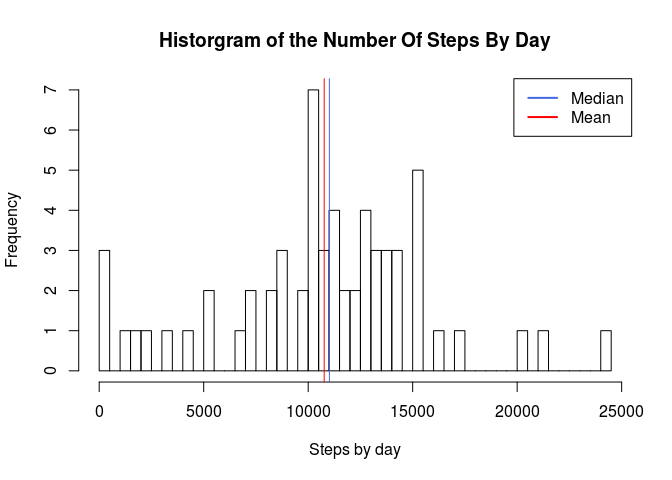 Historgram of the Number Of Steps By Day
Median
Mean
Frequency
7
6
5
4
3
2
1
0
0 5000 10000 15000 20000 25000
Steps by day